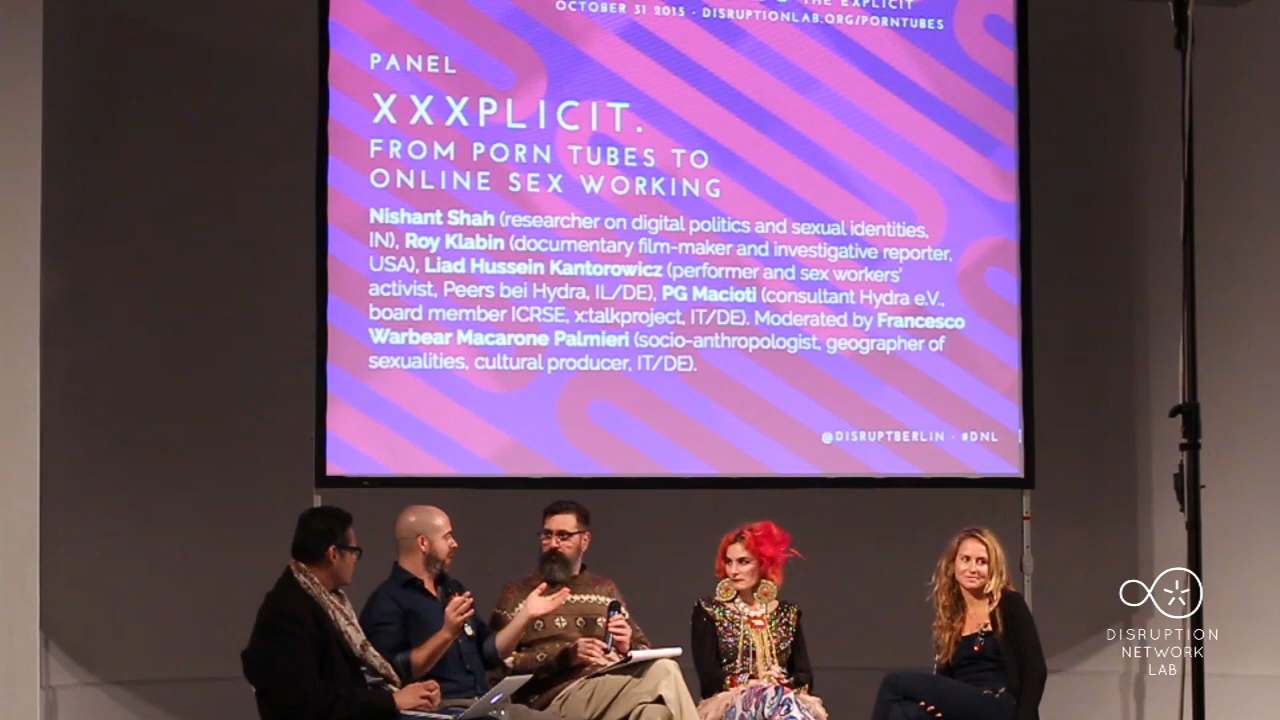 THE EXPLICIT
OCTOBER 31 2015 - DISRUPTIONLAB.ORG/PORNTUBES
PANEL
XXXPLICIT.
FROM PORN TUBES TO
ONLINE SEX WORKING
Nishant Shah (researcher on digital politics and sexual identities,
IN), Roy Klabin (documentary film-maker and investigative reporter,
USA), Liad Hussein Kantorowicz (performer and sex workers'
activist, Peers bei Hydra, IL/DE), PG Macioti (consultant Hydra e.V.,
board member ICRSE, x:talkproject, IT/DE). Moderated by Francesco
Warbear Macarone Palmieri (socio-anthropologist, geographer of
sexualities, cultural producer, IT/DE).
@DISRUPTBERLIN - #DNL
DISRUPTION
NETWORK
LAB